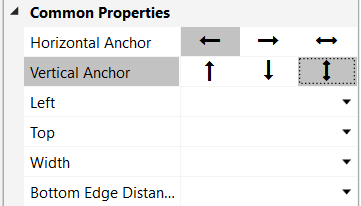 Common Properties
Horizontal Anchor
Vertical Anchor
Left
Top
Width
Bottom Edge Distan...